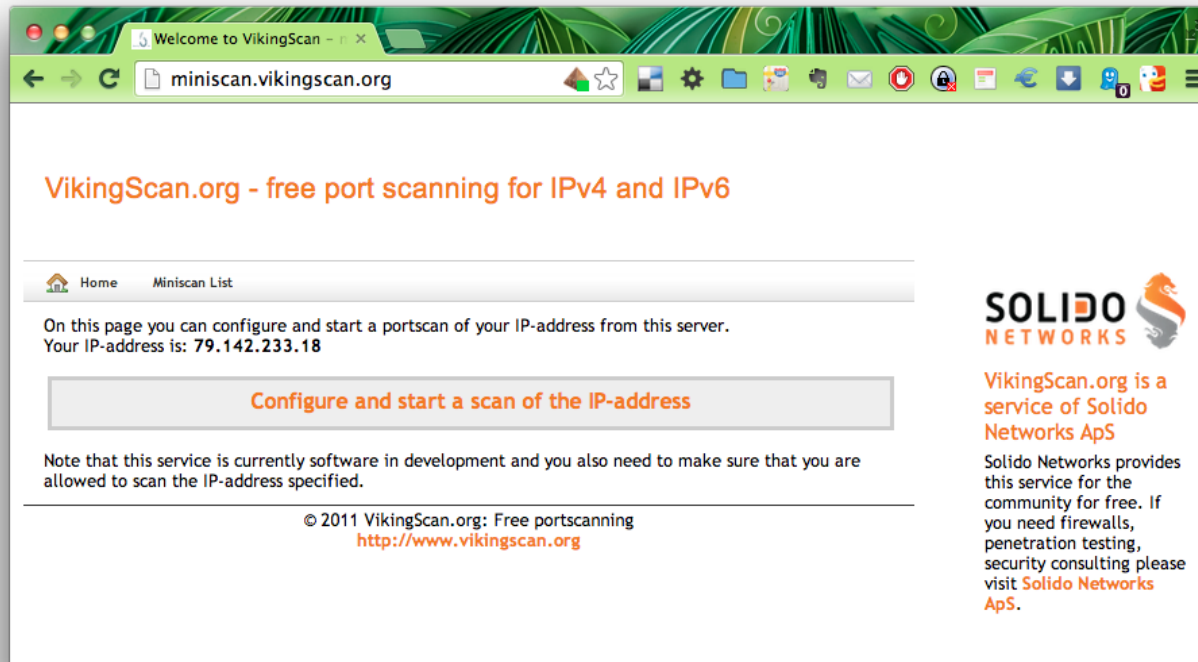 Welcome to VikingScan – n
miniscan.vikingscan.org
0
VikingScan.org - free port scanning for IPv4 and IPv6
Home Miniscan List
On this page you can configure and start a portscan of your IP-address from this server.
Your IP-address is: 79.142.233.18
Configure and start a scan of the IP-address
Note that this service is currently software in development and you also need to make sure that you are
allowed to scan the IP-address specified.
© 2011 VikingScan.org: Free portscanning
http://www.vikingscan.org
SOLIDO
NETWORKS
VikingScan.org is a
service of Solido
Networks ApS
Solido Networks provides
this service for the
community for free. If
you need firewalls,
penetration testing,
security consulting please
visit Solido Networks
ApS.